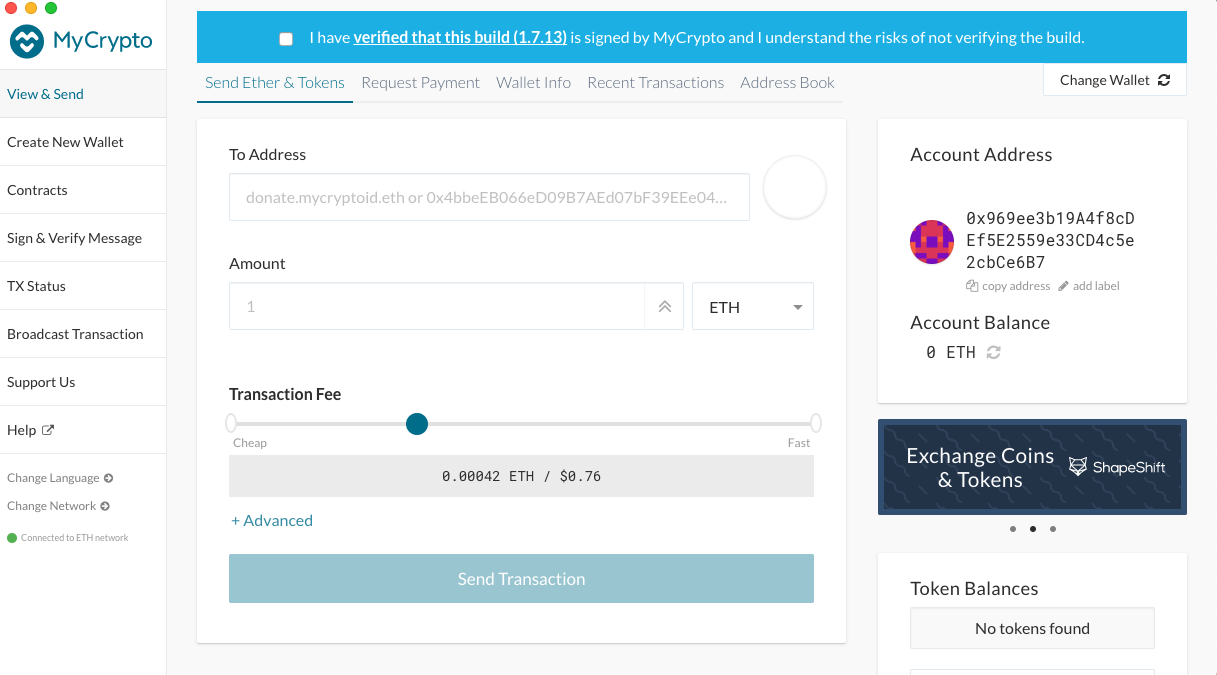 MyCrypto
I have verified that this build (1.7.13) is signed by MyCrypto and I understand the risks of not verifying the build.
View & Send
Create New Wallet
Contracts
Sign & Verify Message
TX Status
Broadcast Transaction
Support Us
Help
Change Language
Change Network
Connected to ETH network
Send Ether & Tokens
Request Payment
Wallet Info
Recent Transactions
Address Book
Change Wallet
To Address
donate.mycryptoid.eth or 0x4bbeEB066eD09B7AEd07bF39EEe04...
Amount
1
ETH
Transaction Fee
Cheap
Fast
0.00042 ETH / $0.76
+ Advanced
Send Transaction
Account Address
0x969ee3b19A4f8cD
Ef5E2559e33CD4c5e
2cbCe6B7
copy address
add label
Account Balance
0 ETH
Exchange Coins
& Tokens
ShapeShift
Token Balances
No tokens found